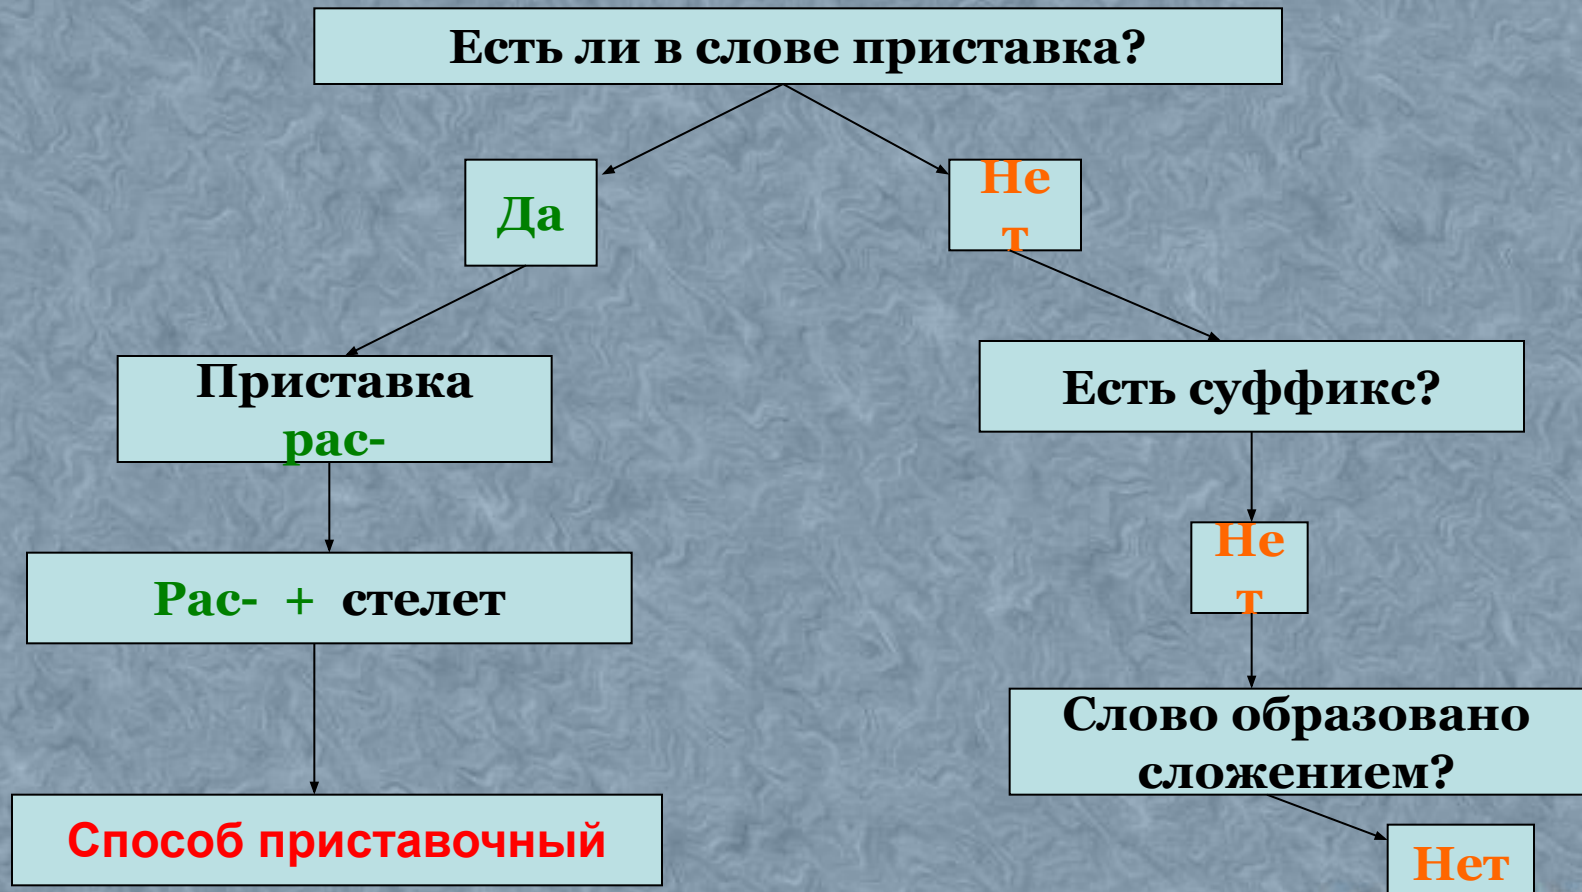 Есть ли в слове приставка?
Да
Не
т
Приставка
рас-
Есть суффикс?
Рас- + стелет
Не
т
Слово образовано
сложением?
Способ приставочный
Нет